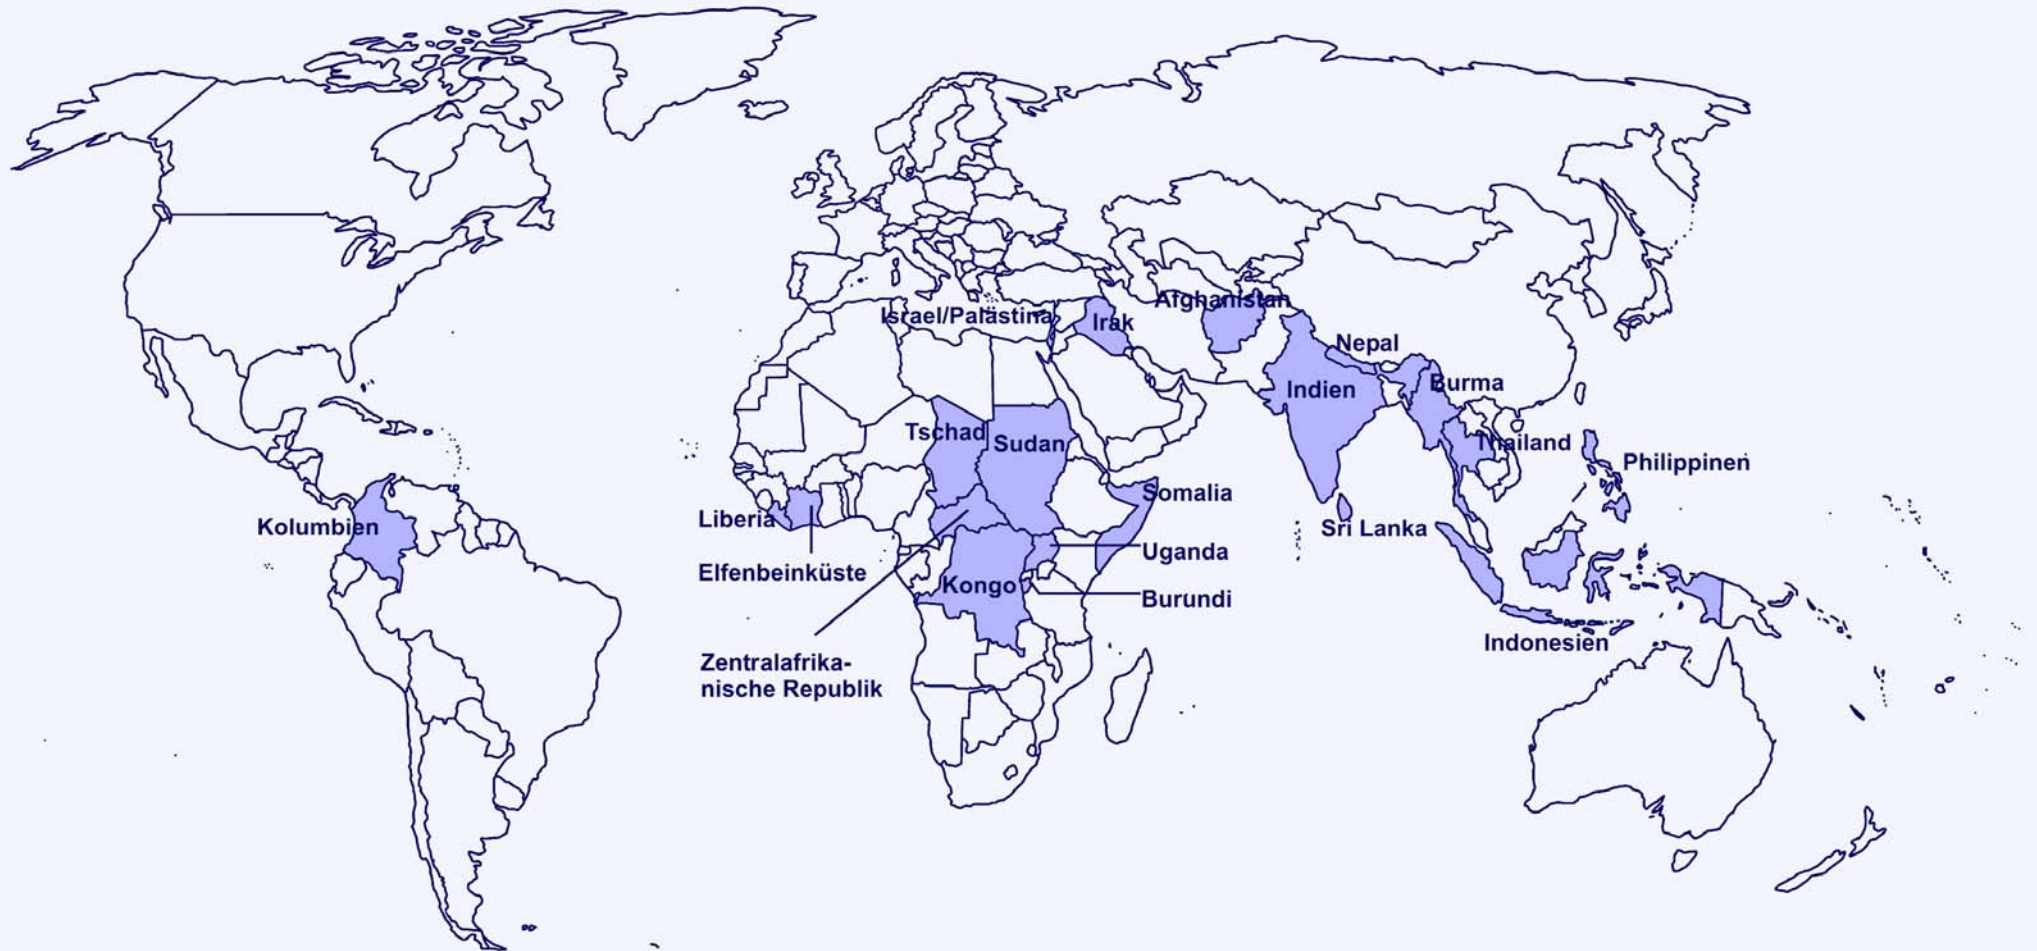 Afghanistan
Israel/Palästina
Irak
Nepal
Burma
Indien
Tschad
Sudan
Thailand
Philippinen
Somalia
Liberia
Kolumbien
Sri Lanka
Uganda
Elfenbeinküste
Kongo
Burundi
Indonesien
Zentralafrika-
nische Republik